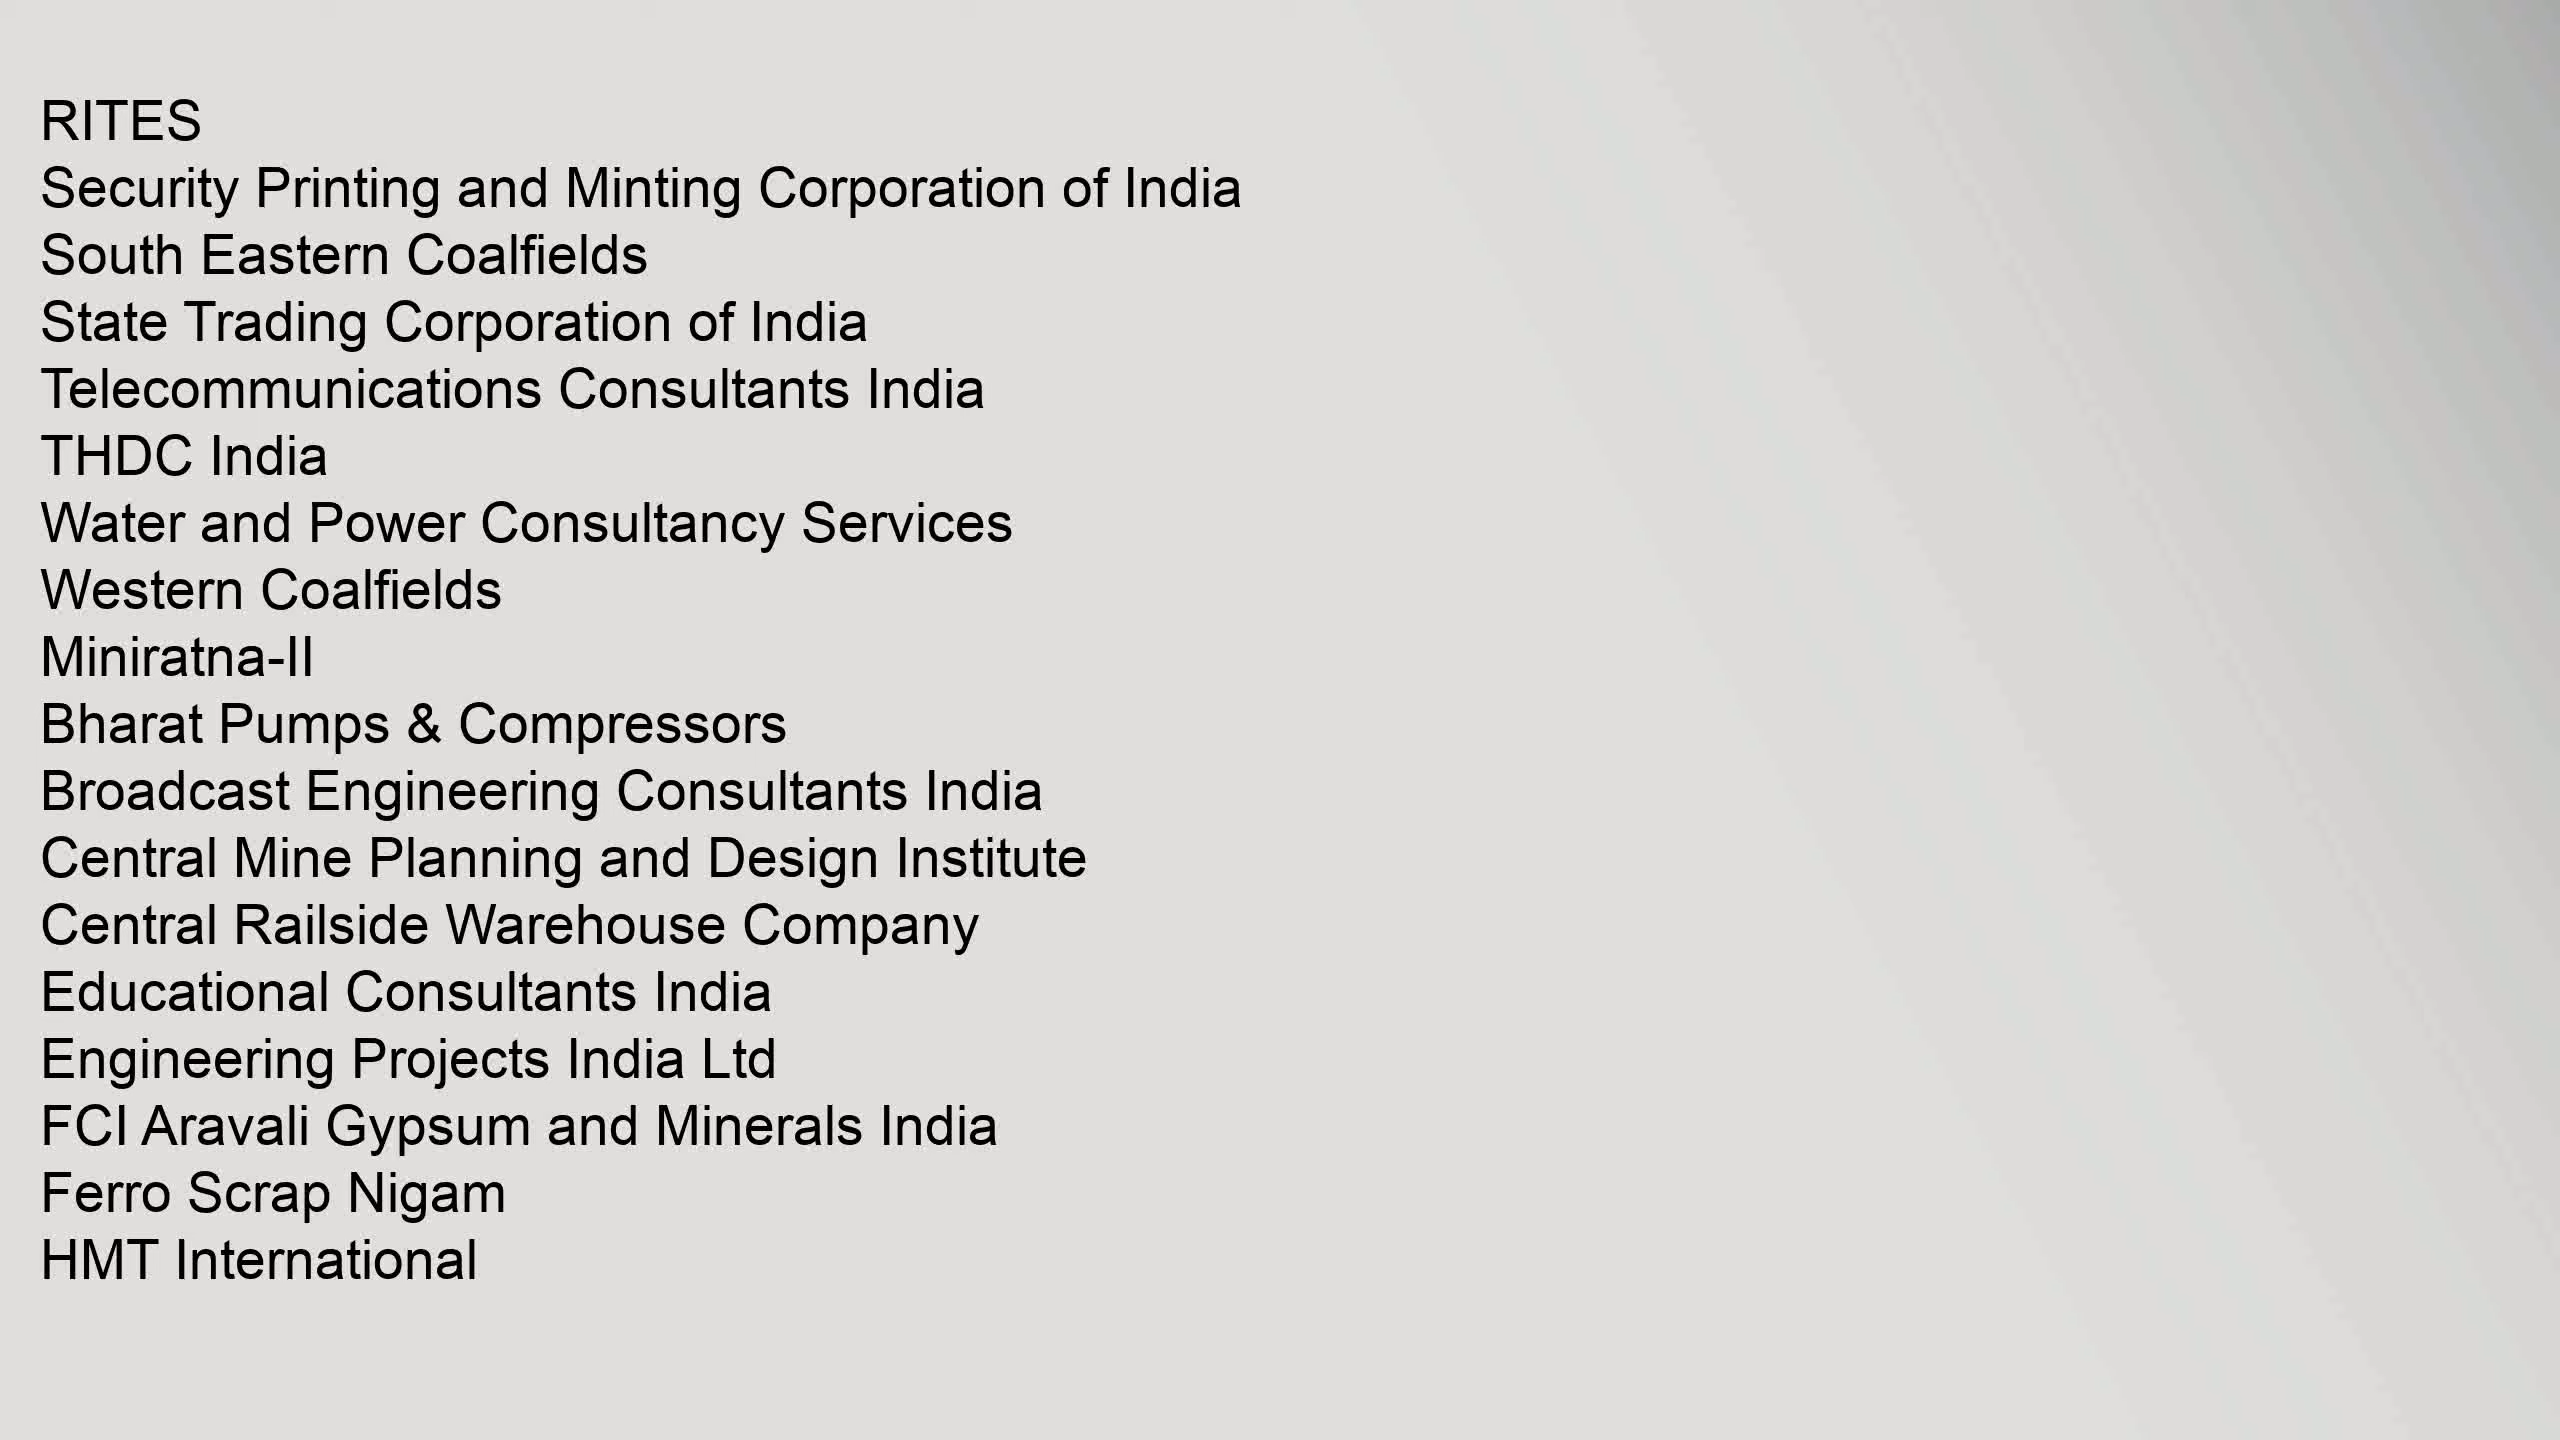 RITES
Security Printing and Minting Corporation of India
South Eastern Coalfields
State Trading Corporation of India
Telecommunications Consultants India
THDC India
Water and Power Consultancy Services
Western Coalfields
Miniratna-II
Bharat Pumps & Compressors
Broadcast Engineering Consultants India
Central Mine Planning and Design Institute
Central Railside Warehouse Company
Educational Consultants India
Engineering Projects India Ltd
FCI Aravali Gypsum and Minerals India
Ferro Scrap Nigam
HMT International